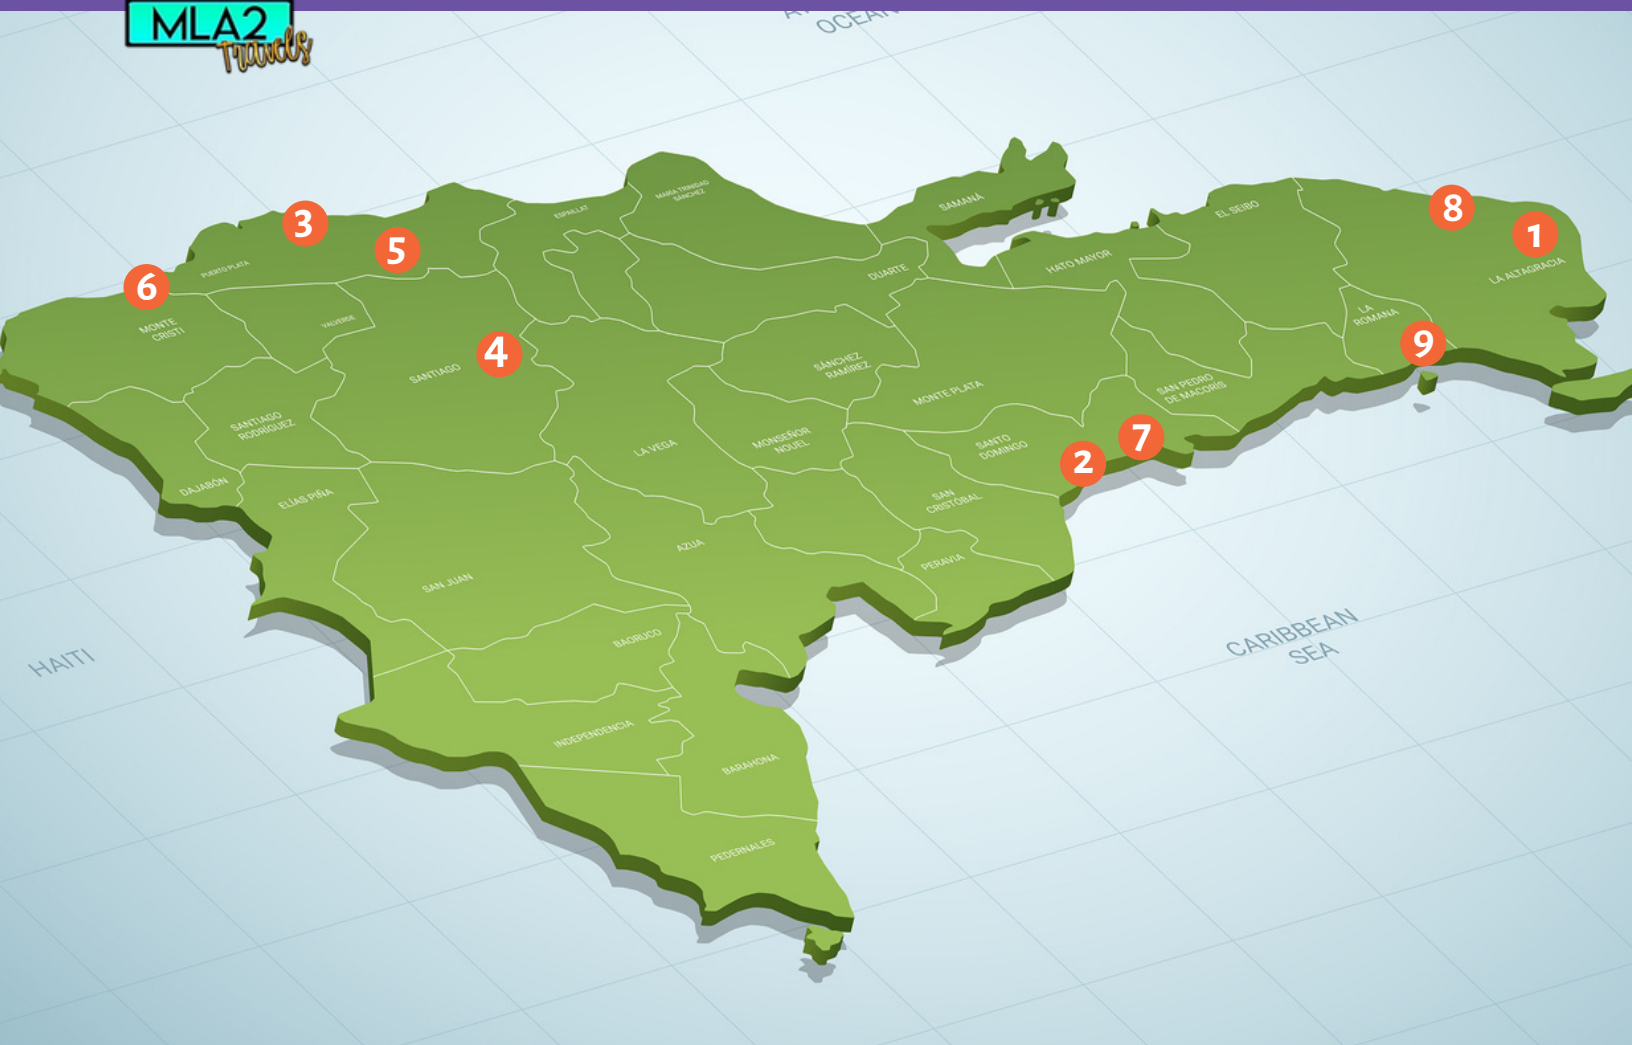 MLA2
Travels
OCEAN
MARÍA TRINIDAD
SÁNCHEZ
ESPAILLAT
SAMANÁ
EL SEIBO
8
3
1
5
PUERTO PLATA
HATO MAYOR
DUARTE
LA ALTAGRACIA
6
MONTE
CRISTI
VALVERDE
LA
ROMANA
9
4
SANTIAGO
SÁNCHEZ
RAMÍREZ
MONTE PLATA
SAN PEDRO
DE MACORÍS
SANTIAGO
RODRÍGUEZ
LA VEGA
MONSEÑOR
NOUEL
SANTO
DOMINGO
7
2
DAJABÓN
ELÍAS PIÑA
SAN
CRISTÓBAL
AZUA
PERAVIA
SAN JUAN
BAORUCO
HAITI
CARIBBEAN
SEA
INDEPENDENCIA
BARAHONA
PEDERNALES